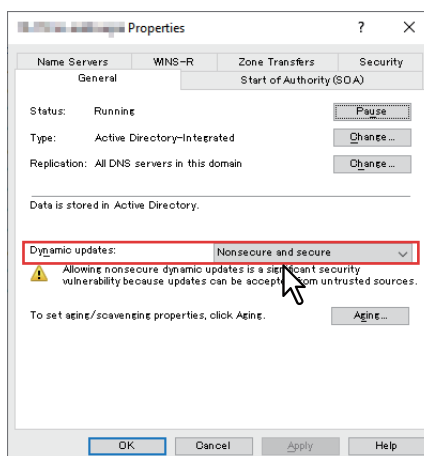 Properties
?
Name Servers
WINS-R
Zone Transfers
Security
General
Start of Authority (SOA)
Status: Running
Pause
Type: Active Directory-Integrated
Change...
Replication: All DNS servers in this domain
Change...
Data is stored in Active Directory.
Dynamic updates:
Nonsecure and secure
Allowing nonsecure dynamic updates is a significant security
vulnerability because updates can be accepted from untrusted sources.
To set aging/scavenging properties, click Aging.
Aging...
OK
Cancel
Apply
Help